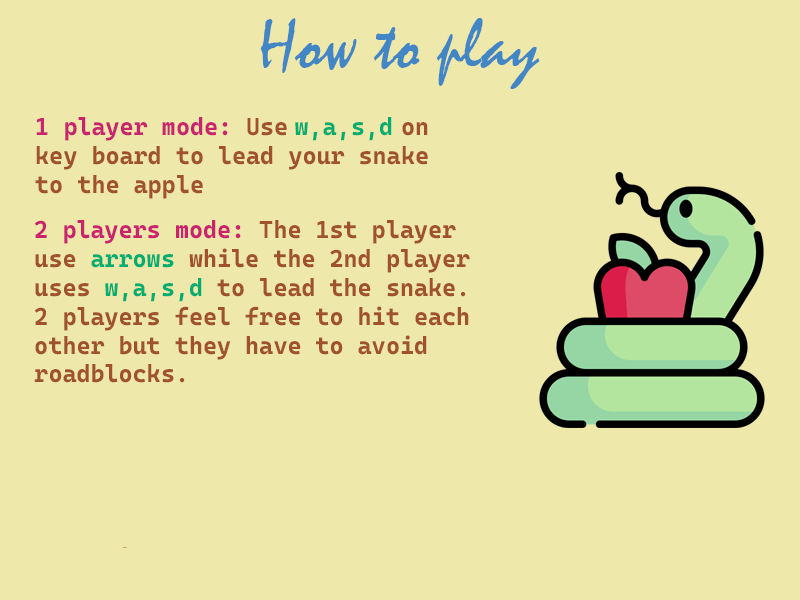 How to play
1 player mode: Use w,a,s,d on
key board to lead your snake
to the apple
2 players mode: The 1st player
use arrows while the 2nd player
uses w,a,s,d to lead the snake.
2 players feel free to hit each
other but they have to avoid
roadblocks.